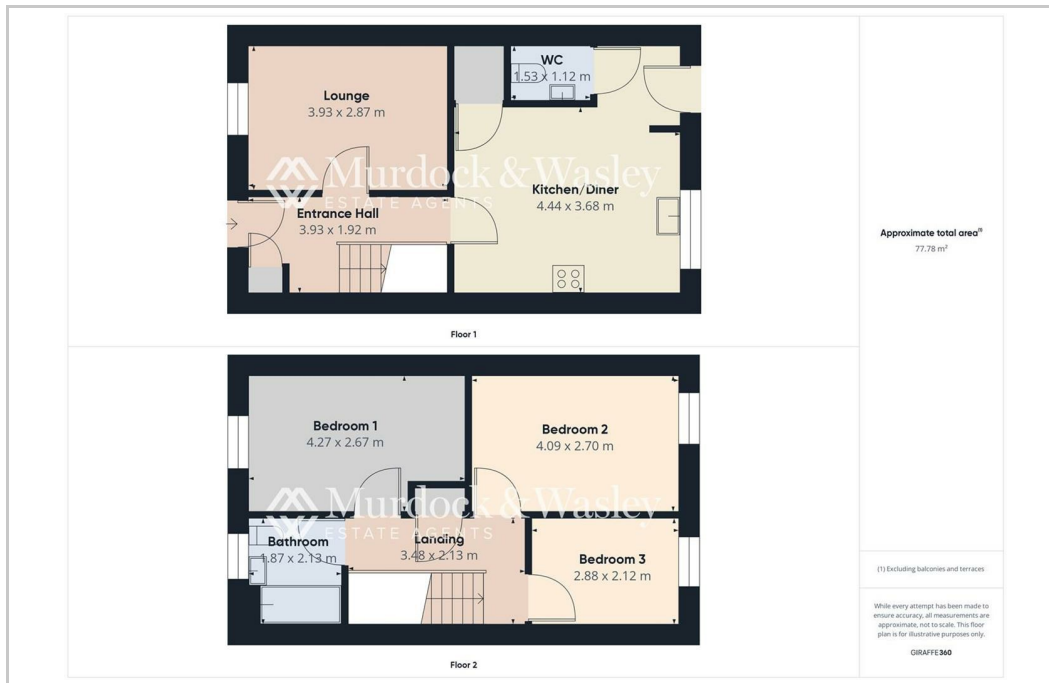 Lounge
3.93 x 2.87 m
WC
1.53 x 1.12 m
Murdock & Wasley
ESTATE AGENTS
Kitchen/Diner
4.44 x 3.68 m
Entrance Hall
3.93 x 1.92 m
Floor 1
Approximate total area⁽¹⁾
77.78 m²
Bedroom 1
4.27 x 2.67 m
Bedroom 2
4.09 x 2.70 m
Murdock & Wasley
ESTATE AGENTS
Bathroom
1.87 x 2.13 m
Landing
3.48 x 2.13 m
Bedroom 3
2.88 x 2.12 m
Floor 2
(1) Excluding balconies and terraces
While every attempt has been made to
ensure accuracy, all measurements are
approximate, not to scale. This floor
plan is for illustrative purposes only.
GIRAFFE360